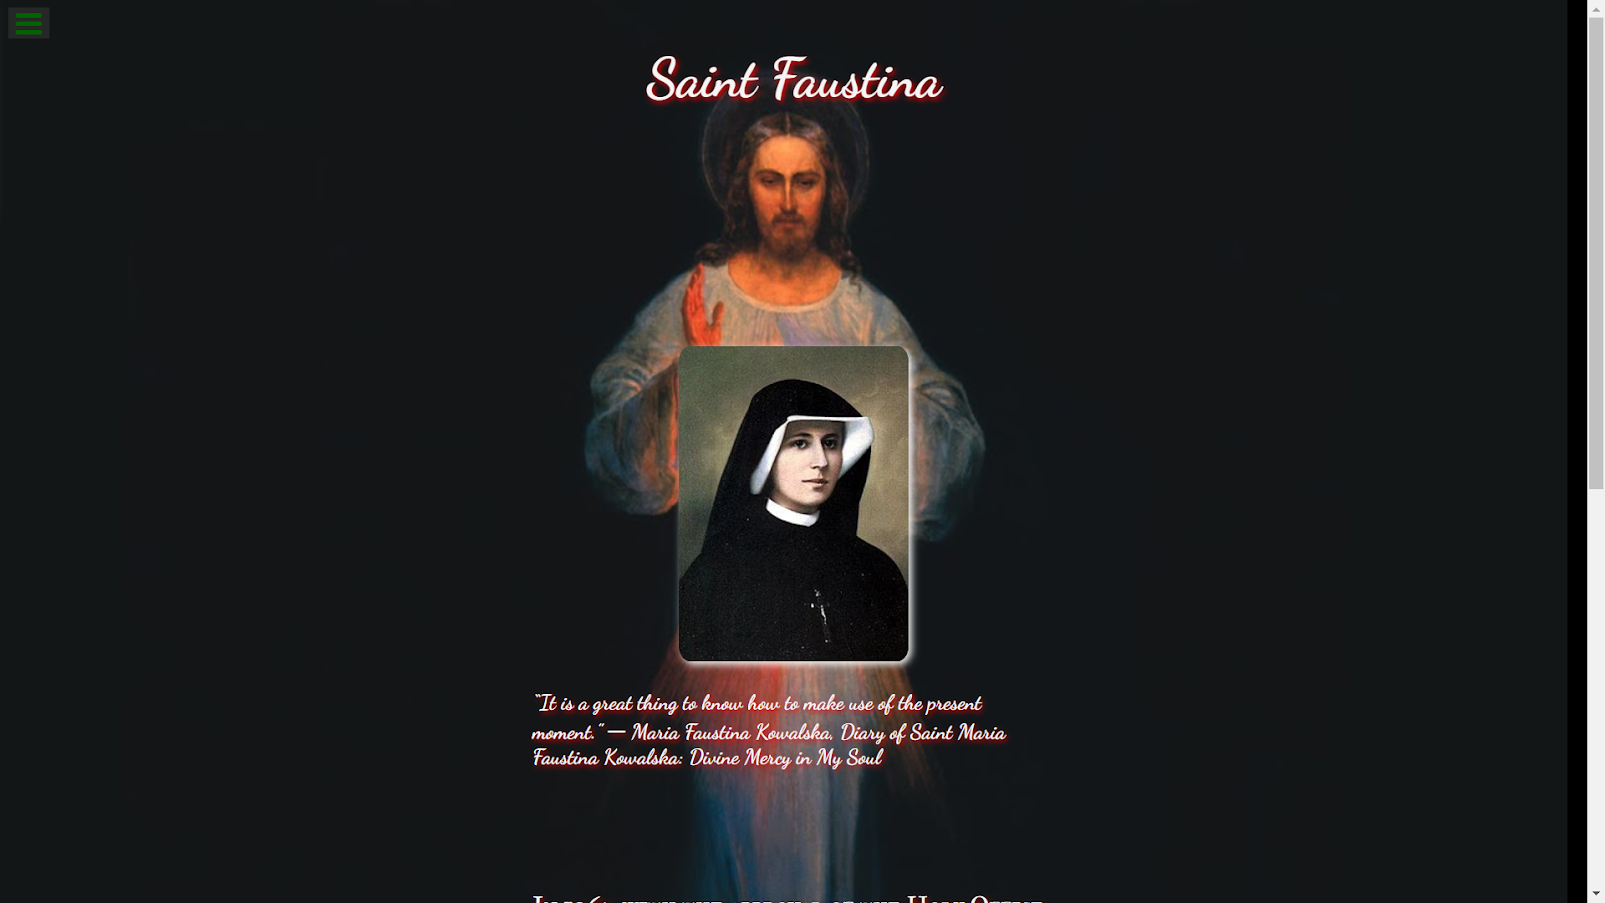 Saint Faustina
“It is a great thing to know how to make use of the present
moment.” — Maria Faustina Kowalska, Diary of Saint Maria
Faustina Kowalska: Divine Mercy in My Soul